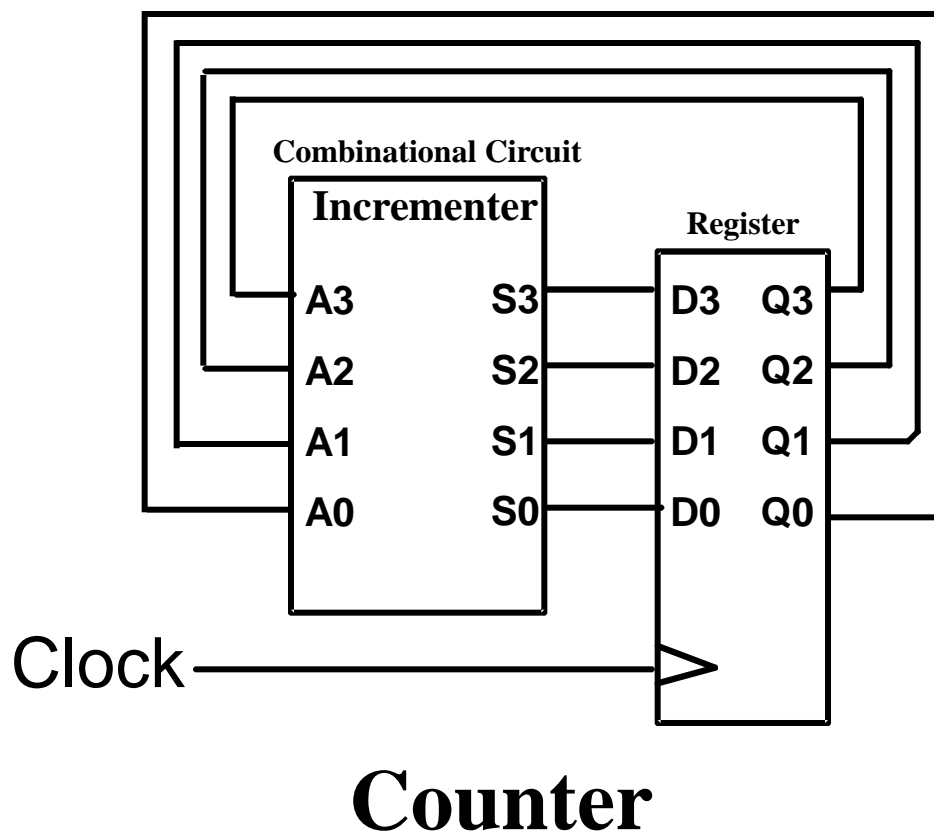 Combinational Circuit
Incrementer
Register
A3 S3 D3 Q3
A2 S2 D2 Q2
A1 S1 D1 Q1
A0 S0 D0 Q0
Clock
Counter